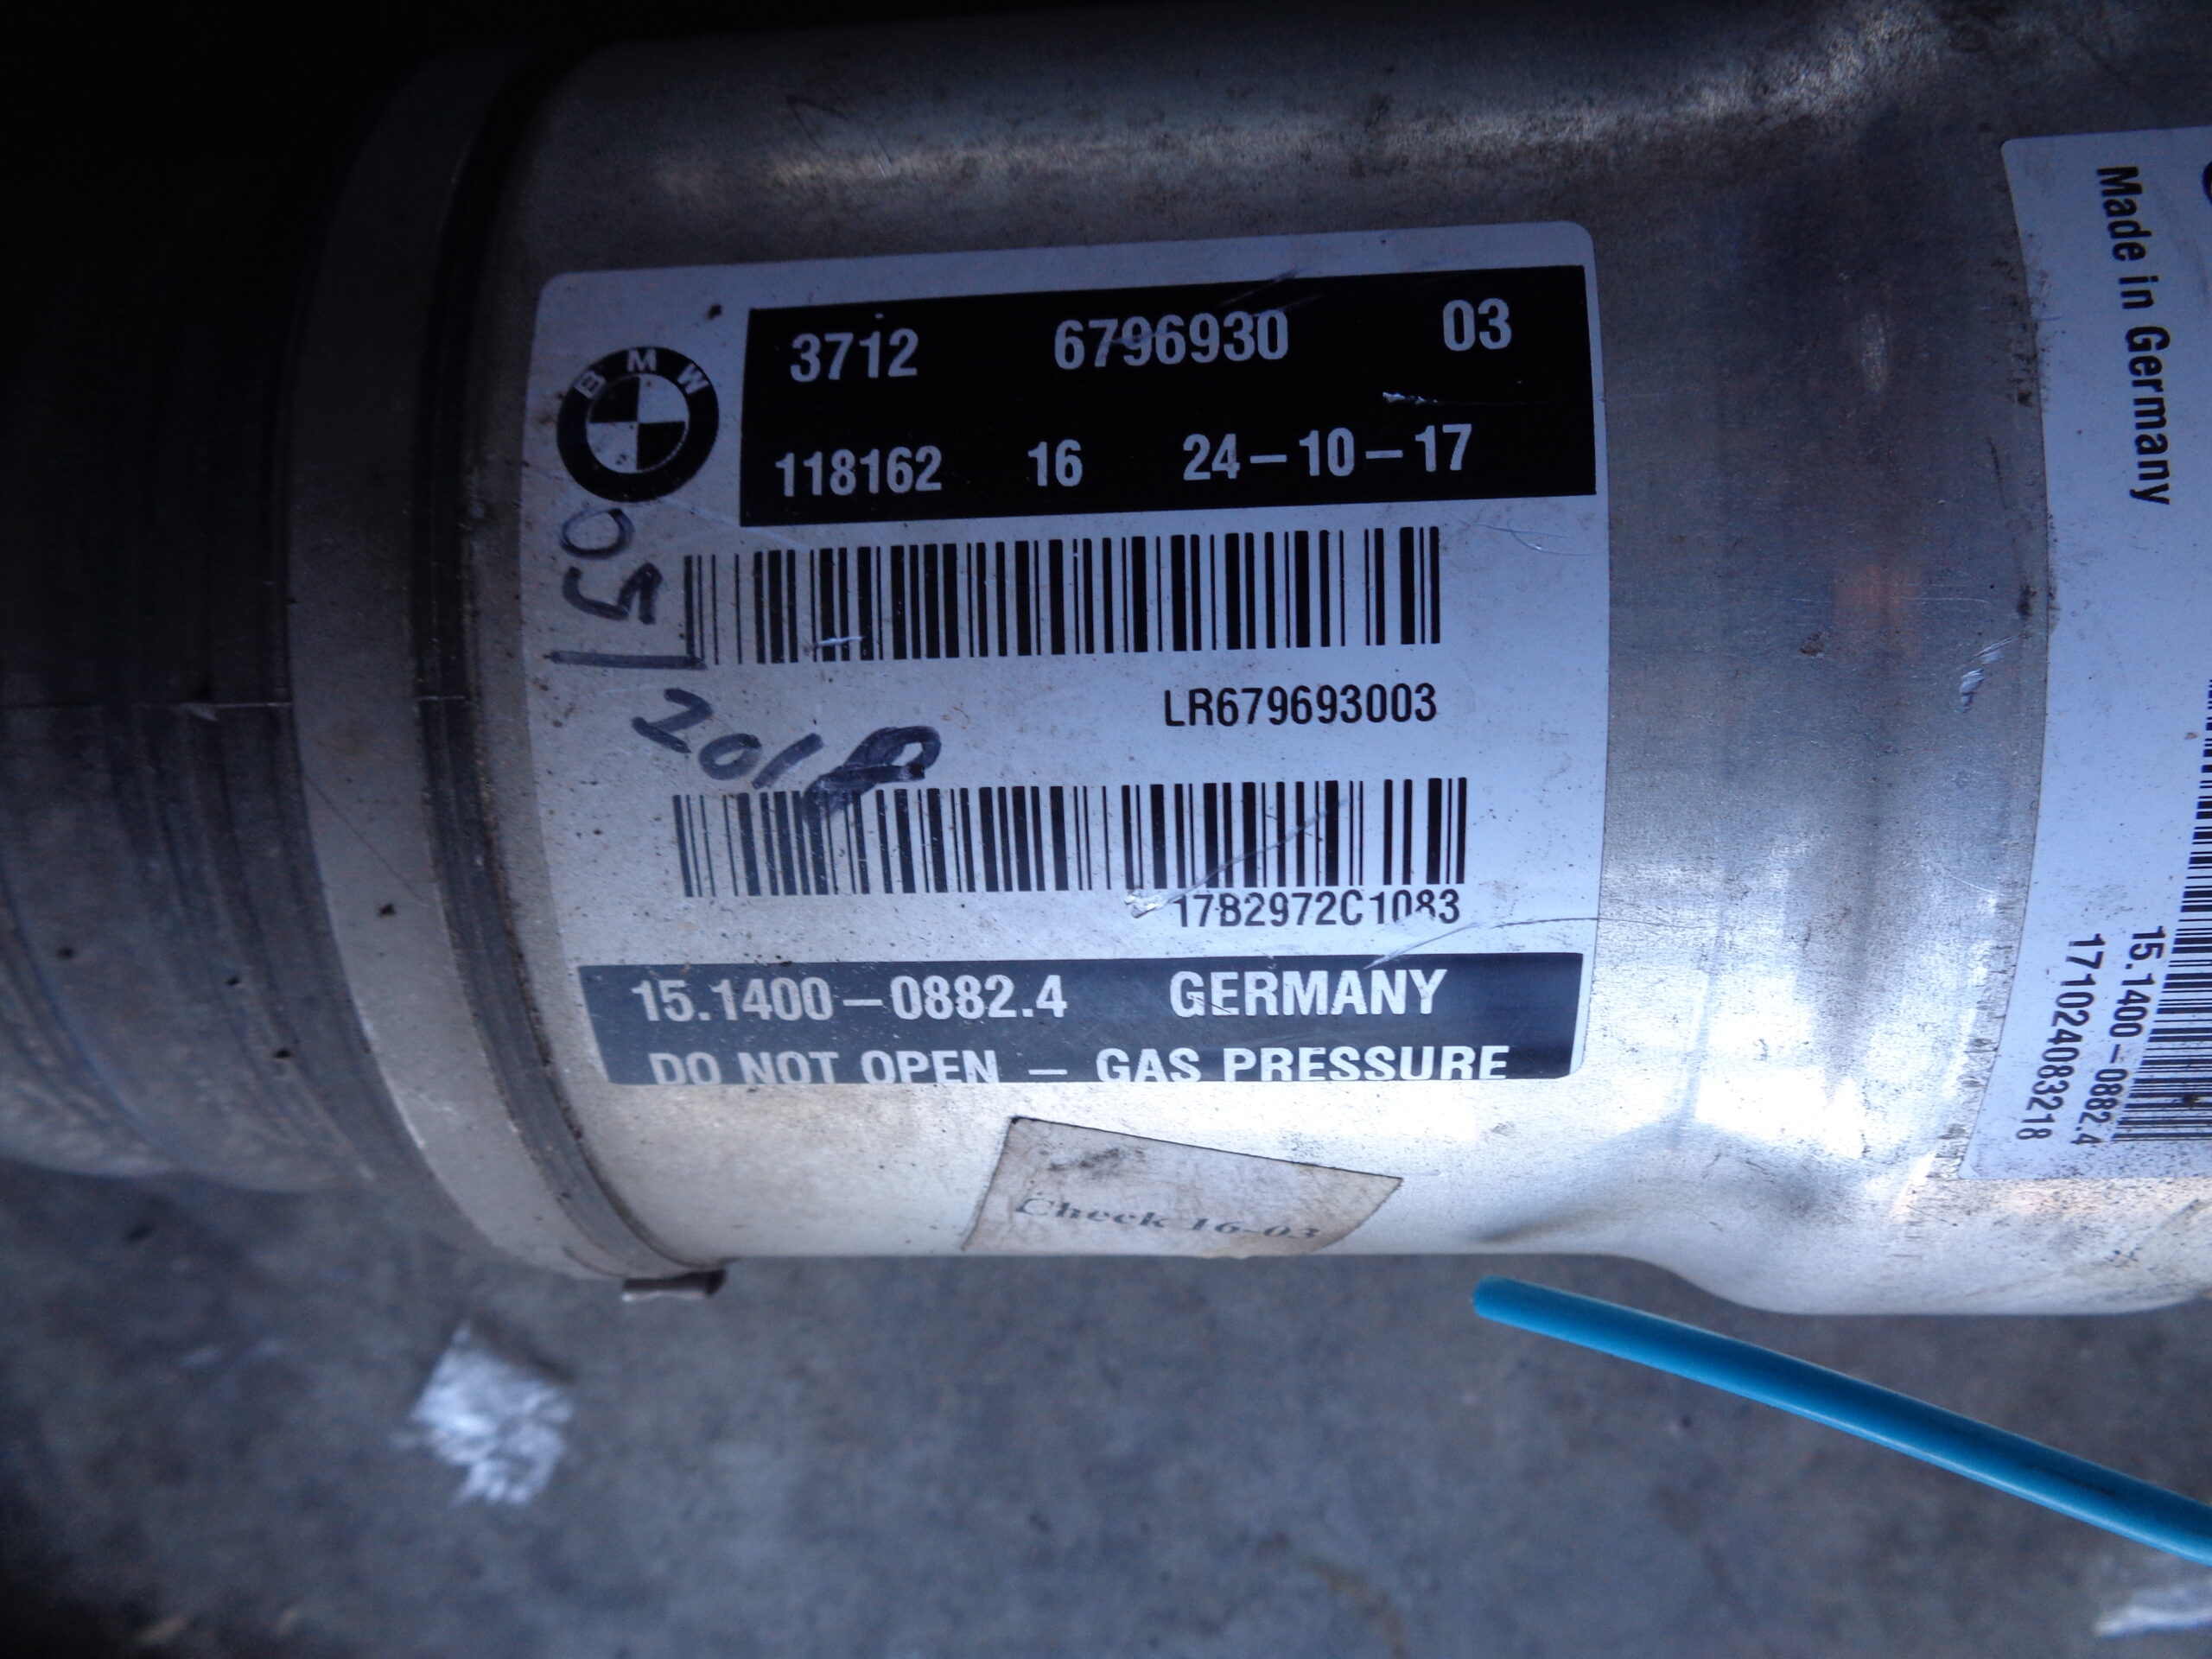 BMW
3712 6796930 03
118162 16 24-10-17
05/
2018
LR679693003
17B2972C1083
15.1400-0882.4 GERMANY
DO NOT OPEN - GAS PRESSURE
Check 16-03
Made in Germany
15.1400-0882.4
171024083218